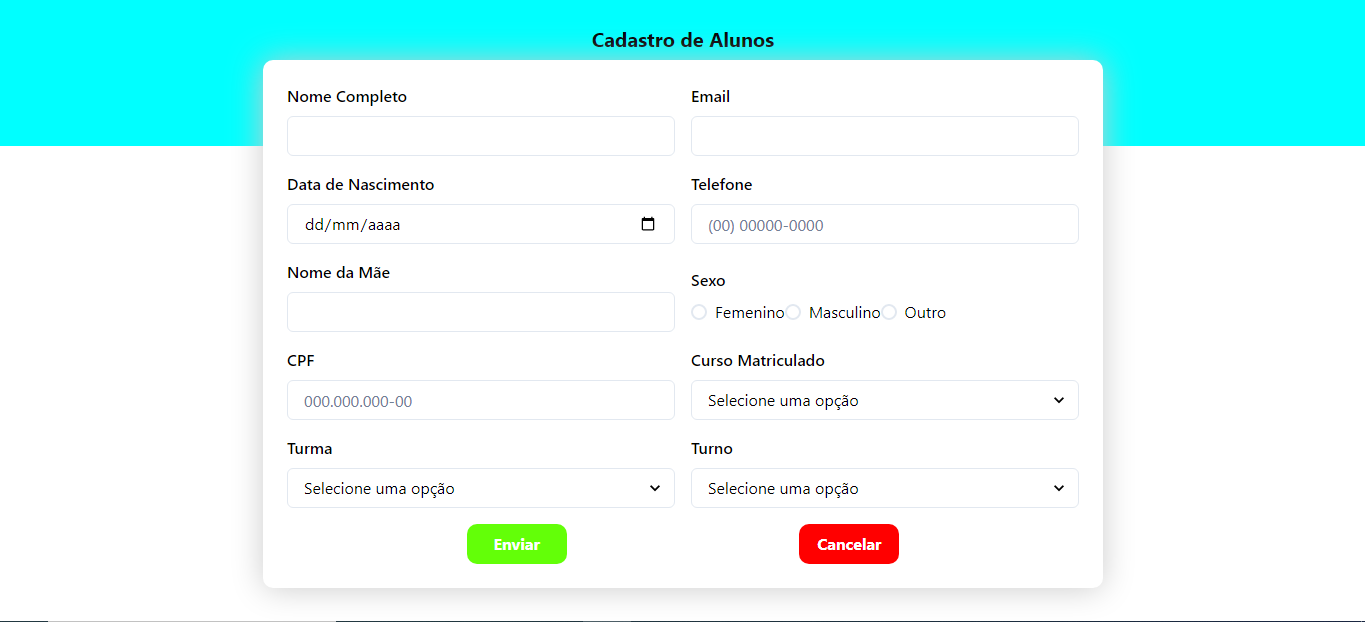 Cadastro de Alunos
Nome Completo
Email
Data de Nascimento
Telefone
dd/mm/aaaa
(00) 00000-0000
Nome da Mãe
Sexo
Femenino Masculino Outro
CPF
Curso Matriculado
000.000.000-00
Selecione uma opção
Turma
Turno
Selecione uma opção
Selecione uma opção
Enviar
Cancelar